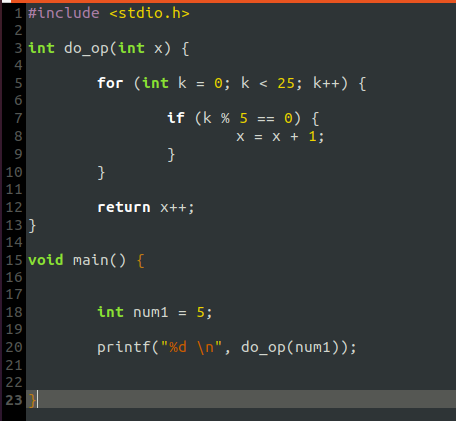 1 #include <stdio.h>
2
3 int do_op(int x) {
4
5 for (int k = 0; k < 25; k++) {
6
7 if (k % 5 == 0) {
8 x = x + 1;
9 }
10 }
11
12 return x++;
13 }
14
15 void main() {
16
17
18 int num1 = 5;
19
20 printf("%d \n", do_op(num1));
21
22
23 }